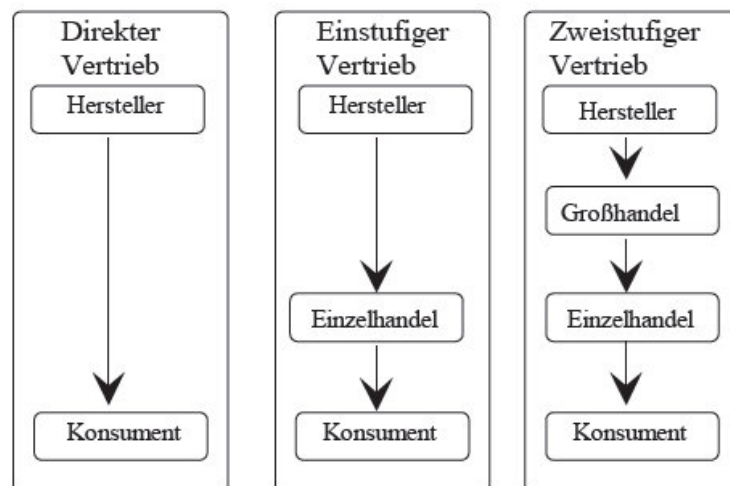 Direkter
Vertrieb
Hersteller
Konsument
Einstufiger
Vertrieb
Hersteller
Einzelhandel
Konsument
Zweistufiger
Vertrieb
Hersteller
Großhandel
Einzelhandel
Konsument